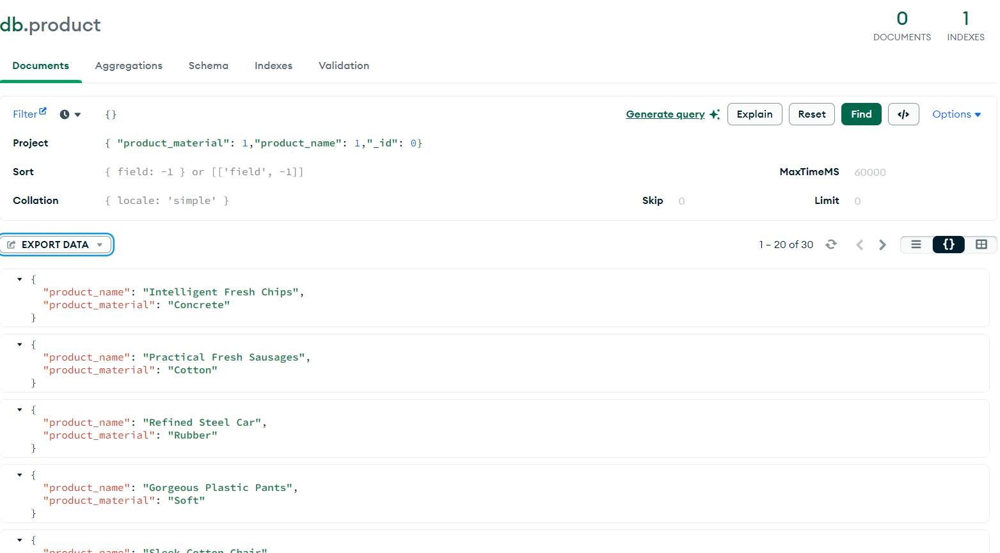 db.product
0
DOCUMENTS
1
INDEXES
Documents Aggregations Schema Indexes Validation
Filter {} Generate query Explain Reset Find </> Options
Project { "product_material": 1,"product_name": 1,"_id": 0}
Sort { field: -1 } or [['field', -1]] MaxTimeMS 60000
Collation { locale: 'simple' } Skip 0 Limit 0
EXPORT DATA 1 – 20 of 30 {}
{
"product_name": "Intelligent Fresh Chips",
"product_material": "Concrete"
}
{
"product_name": "Practical Fresh Sausages",
"product_material": "Cotton"
}
{
"product_name": "Refined Steel Car",
"product_material": "Rubber"
}
{
"product_name": "Gorgeous Plastic Pants",
"product_material": "Soft"
}
{
"product_name": "Sleek Cotton Chair"